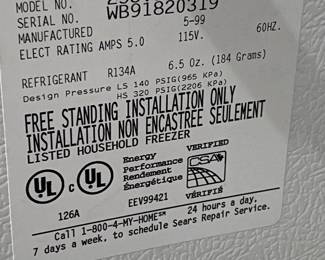 MODEL NO.
SERIAL NO. WB91820319
MANUFACTURED 5-99
ELECT RATING AMPS 5.0 115V. 60HZ.
REFRIGERANT R134A 6.5 Oz. (184 Grams)
Design Pressure LS 140 PSIG(965 KPa)
HS 320 PSIG(2206 KPa)
FREE STANDING INSTALLATION ONLY
INSTALLATION NON ENCASTREE SEULEMENT
LISTED HOUSEHOLD FREEZER
UL c UL
Energy
Performance
Rendement
Énergétique
VERIFIED
CSA
VERIFIÉ
126A EEV99421
Call 1-800-4-MY-HOME℠ 24 hours a day,
7 days a week, to schedule Sears Repair Service.